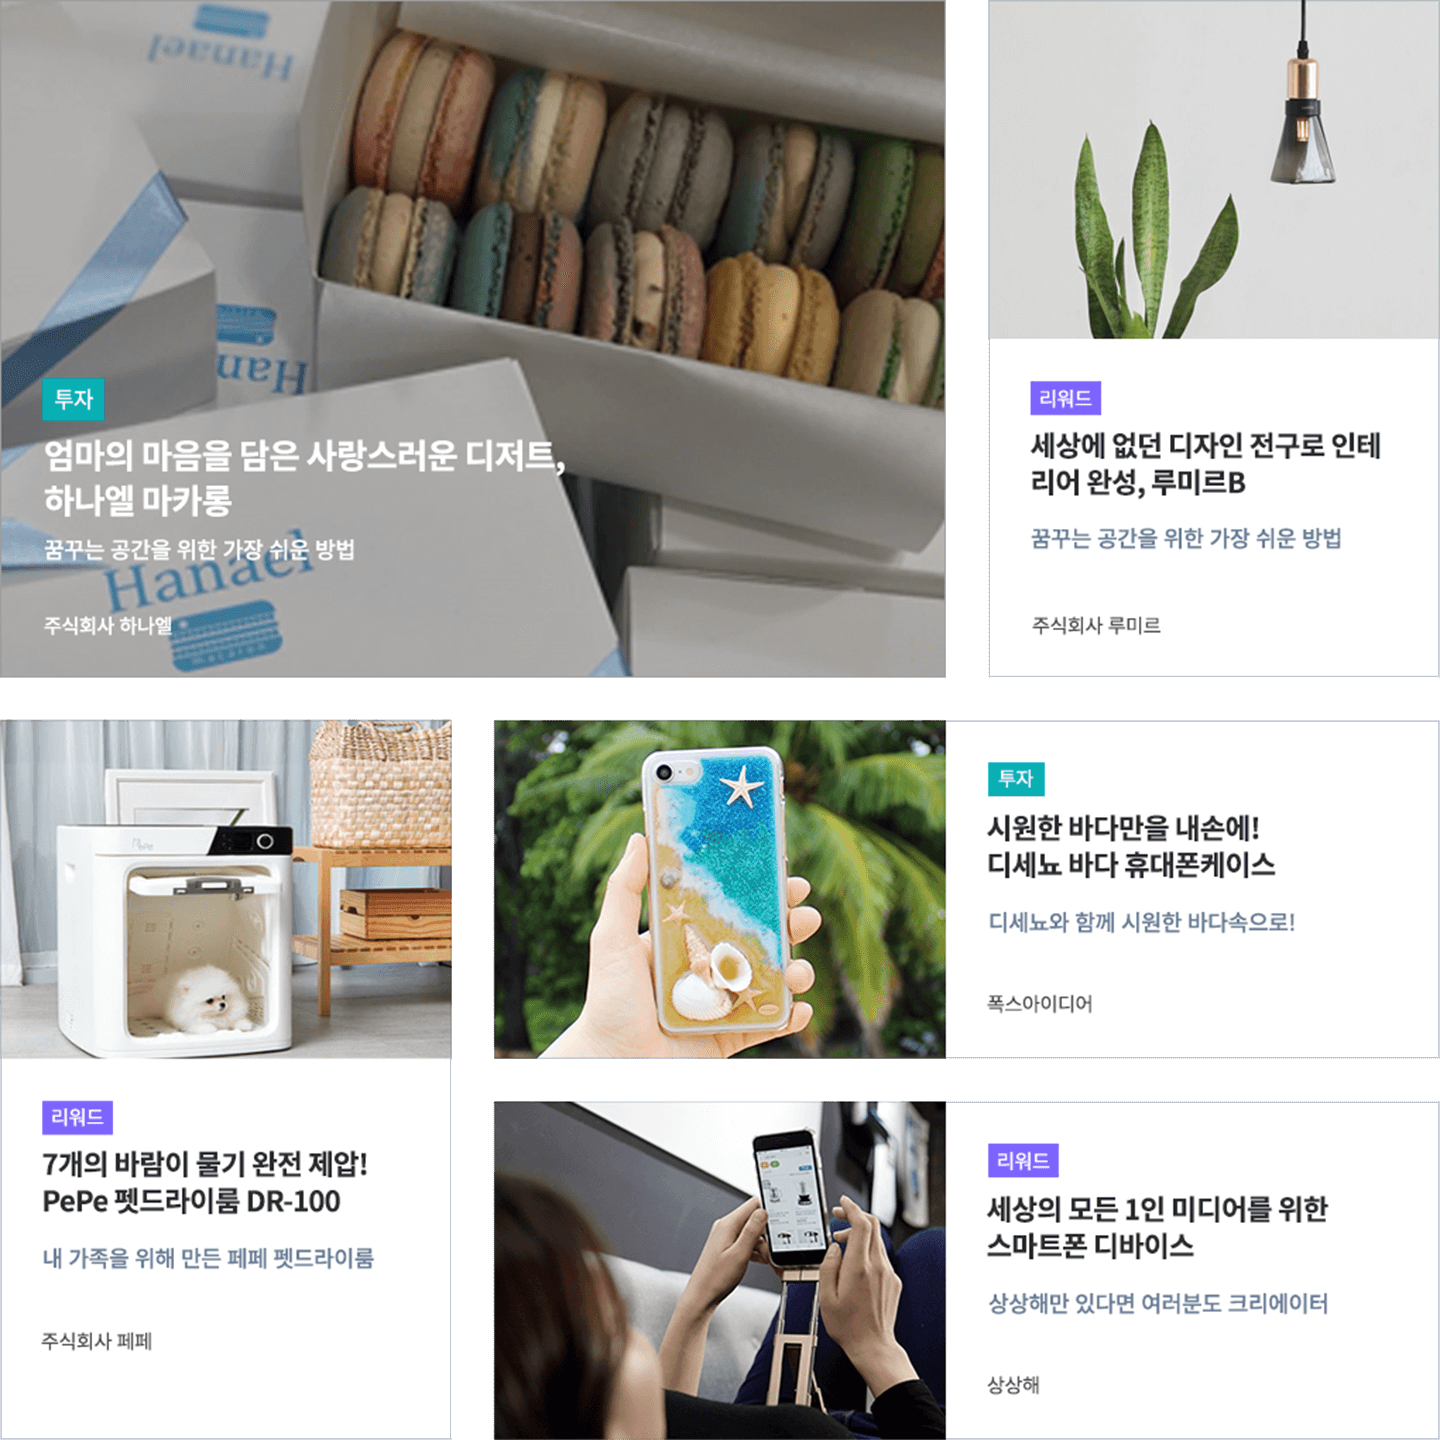 Hanael
Hanael
투자
엄마의 마음을 담은 사랑스러운 디저트,
하나엘 마카롱
꿈꾸는 공간을 위한 가장 쉬운 방법
Hanael
macaron
주식회사 하나엘
리워드
세상에 없던 디자인 전구로 인테
리어 완성, 루미르B
꿈꾸는 공간을 위한 가장 쉬운 방법
주식회사 루미르
PePe
리워드
7개의 바람이 물기 완전 제압!
PePe 펫드라이룸 DR-100
내 가족을 위해 만든 페페 펫드라이룸
주식회사 페페
투자
시원한 바다만을 내손에!
디세뇨 바다 휴대폰케이스
디세뇨와 함께 시원한 바다속으로!
폭스아이디어
리워드
세상의 모든 1인 미디어를 위한
스마트폰 디바이스
상상해만 있다면 여러분도 크리에이터
상상해